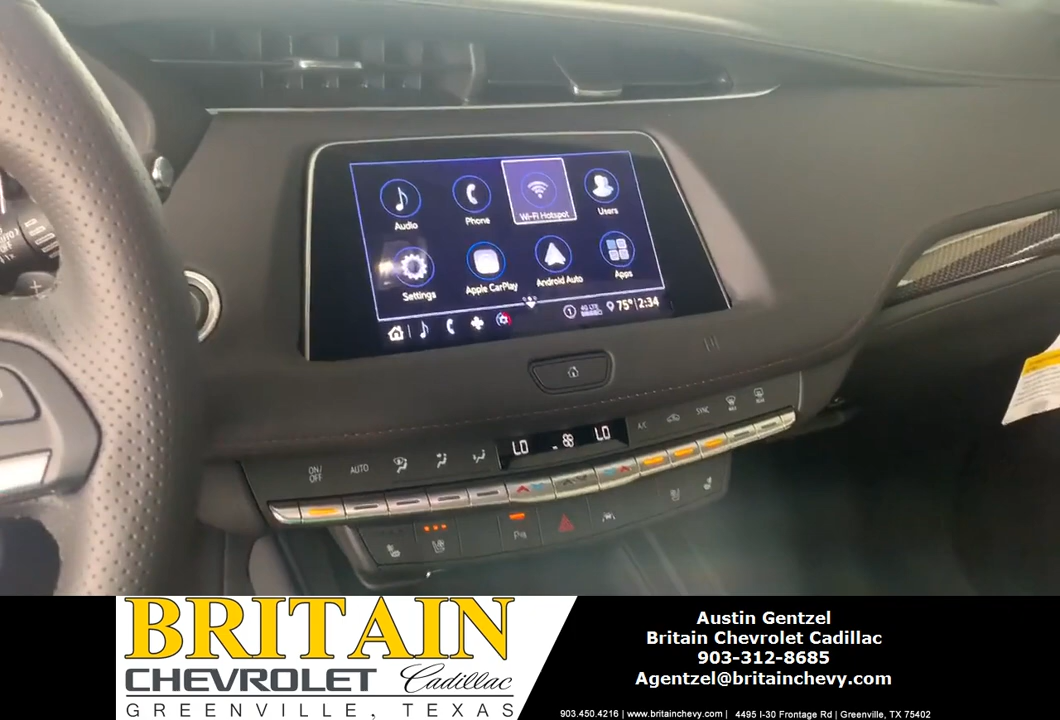 Audio
Phone
Wi-Fi Hotspot
Users
Settings
Apple CarPlay
Android Auto
Apps
1 4G LTE 75° 2:34
LO LO
ON/
OFF
AUTO
A/C
SYNC
REAR
P
BRITAIN
CHEVROLET Cadillac
GREENVILLE, TEXAS
Austin Gentzel
Britain Chevrolet Cadillac
903-312-8685
Agentzel@britainchevy.com
903.450.4216 | www.britainchevy.com | 4495 I-30 Frontage Rd | Greenville, TX 75402